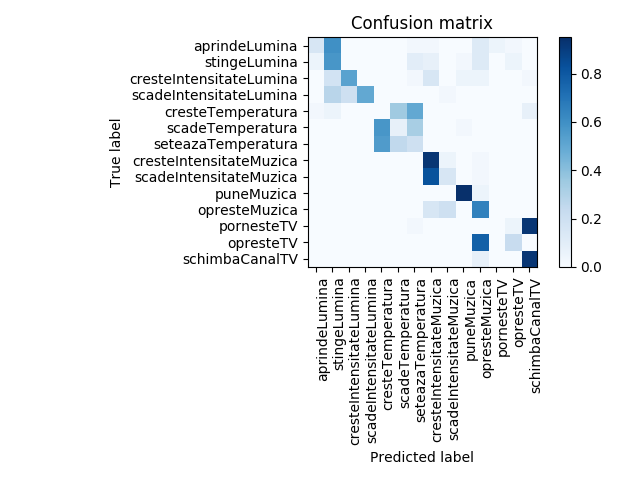 Confusion matrix
True label
aprindeLumina
stingeLumina
cresteIntensitateLumina
scadeIntensitateLumina
cresteTemperatura
scadeTemperatura
seteazaTemperatura
cresteIntensitateMuzica
scadeIntensitateMuzica
puneMuzica
opresteMuzica
pornesteTV
opresteTV
schimbaCanalTV
0.8
0.6
0.4
0.2
0.0
aprindeLumina
stingeLumina
cresteIntensitateLumina
scadeIntensitateLumina
cresteTemperatura
scadeTemperatura
seteazaTemperatura
cresteIntensitateMuzica
scadeIntensitateMuzica
puneMuzica
opresteMuzica
pornesteTV
opresteTV
schimbaCanalTV
Predicted label